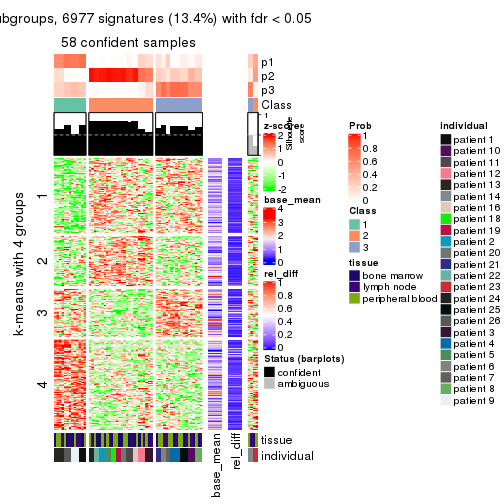 ubgroups, 6977 signatures (13.4%) with fdr < 0.05
58 confident samples
p1
p2
p3
Class
1
z-score
2
1
0
-1
-2
Silhouette
score
base_mean
4
3
2
1
0
rel_diff
1
0.8
0.6
0.4
0.2
0
Status (barplots)
confident
ambiguous
Prob
1
0.8
0.6
0.4
0.2
0
Class
1
2
3
tissue
bone marrow
lymph node
peripheral blood
individual
patient 1
patient 10
patient 11
patient 12
patient 13
patient 14
patient 16
patient 18
patient 19
patient 2
patient 20
patient 21
patient 22
patient 23
patient 24
patient 25
patient 26
patient 3
patient 4
patient 5
patient 6
patient 7
patient 8
patient 9
k-means with 4 groups
1
2
3
4
tissue
individual
base_mean
rel_diff